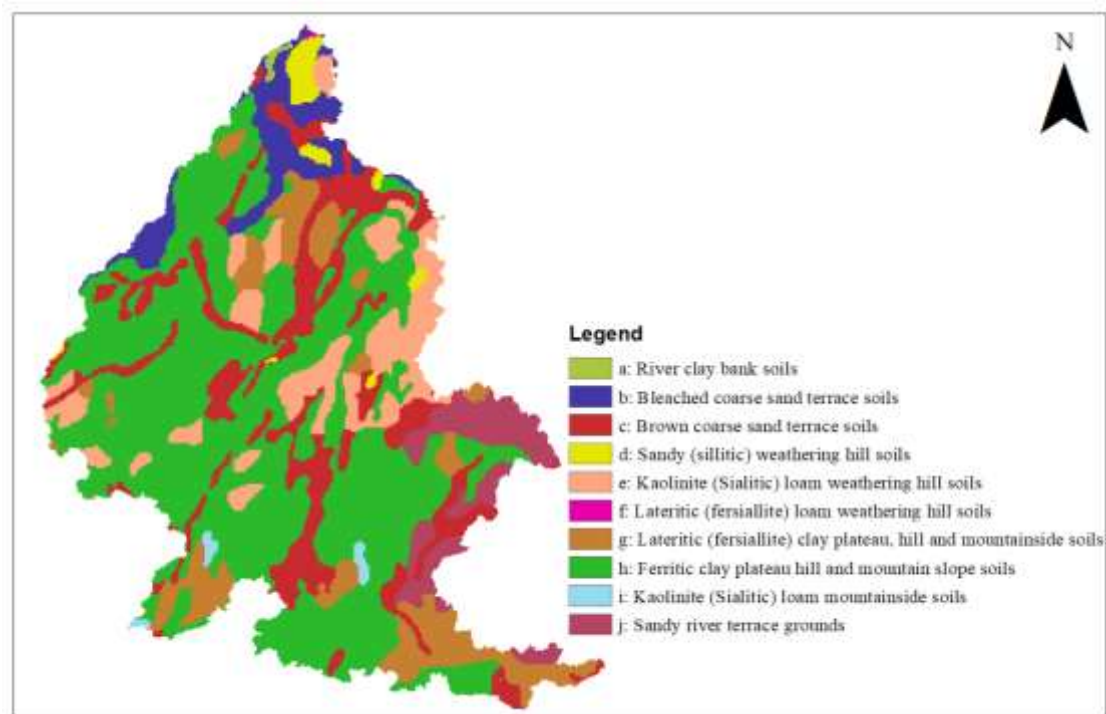 N
Legend
a: River clay bank soils
b: Bleached coarse sand terrace soils
c: Brown coarse sand terrace soils
d: Sandy (sillitic) weathering hill soils
e: Kaolinite (Sialitic) loam weathering hill soils
f: Lateritic (fersiallite) loam weathering hill soils
g: Lateritic (fersiallite) clay plateau, hill and mountainside soils
h: Ferritic clay plateau hill and mountain slope soils
i: Kaolinite (Sialitic) loam mountainside soils
j: Sandy river terrace grounds